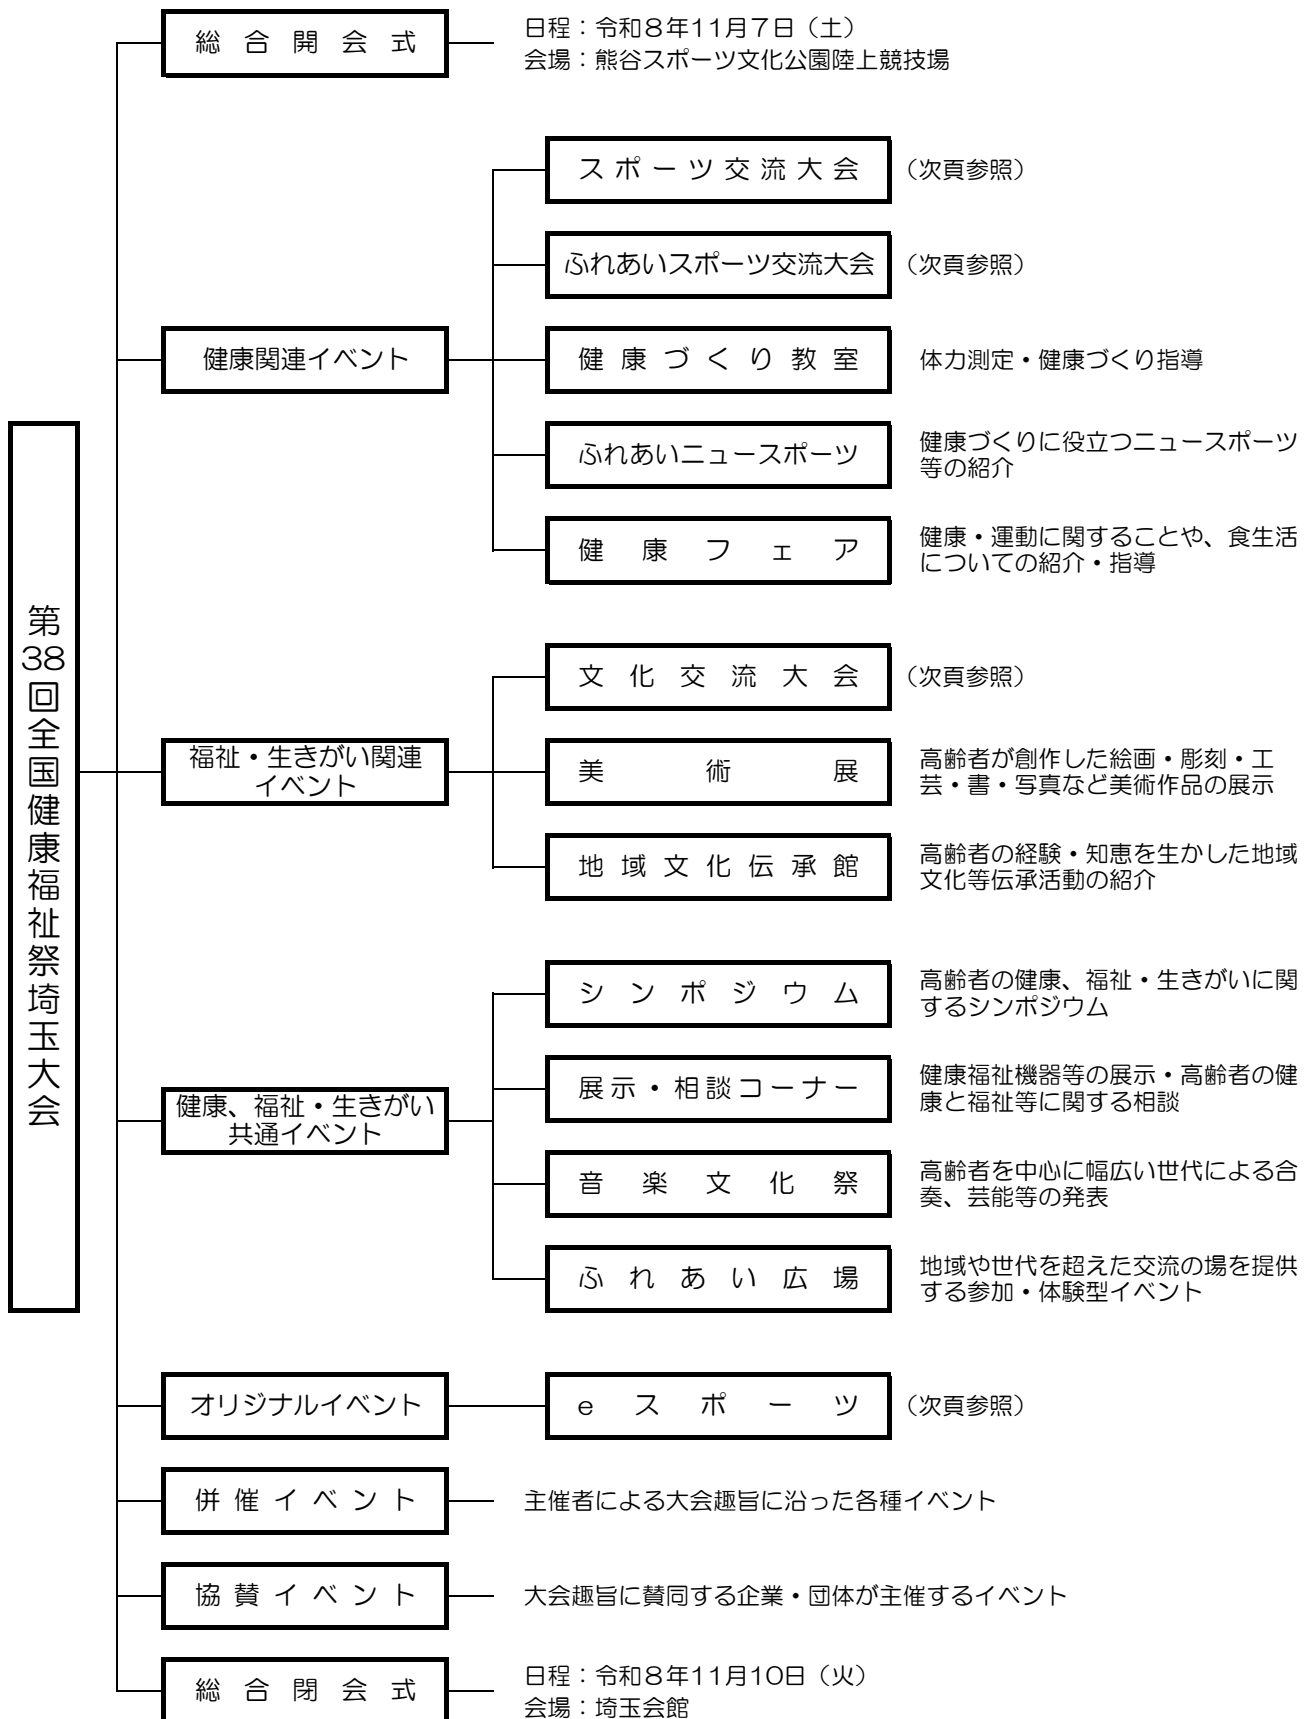 第38回全国健康福祉祭埼玉大会
総合開会式
日程：令和８年11月７日（土）
会場：熊谷スポーツ文化公園陸上競技場
健康関連イベント
スポーツ交流大会
（次頁参照）
ふれあいスポーツ交流大会
（次頁参照）
健康づくり教室
体力測定・健康づくり指導
ふれあいニュースポーツ
健康づくりに役立つニュースポーツ
等の紹介
健康フェア
健康・運動に関することや、食生活
についての紹介・指導
福祉・生きがい関連
イベント
文化交流大会
（次頁参照）
美術展
高齢者が創作した絵画・彫刻・工
芸・書・写真など美術作品の展示
地域文化伝承館
高齢者の経験・知恵を生かした地域
文化等伝承活動の紹介
健康、福祉・生きがい
共通イベント
シンポジウム
高齢者の健康、福祉・生きがいに関
するシンポジウム
展示・相談コーナー
健康福祉機器等の展示・高齢者の健
康と福祉等に関する相談
音楽文化祭
高齢者を中心に幅広い世代による合
奏、芸能等の発表
ふれあい広場
地域や世代を超えた交流の場を提供
する参加・体験型イベント
オリジナルイベント
eスポーツ
（次頁参照）
併催イベント
主催者による大会趣旨に沿った各種イベント
協賛イベント
大会趣旨に賛同する企業・団体が主催するイベント
総合閉会式
日程：令和８年11月10日（火）
会場：埼玉会館